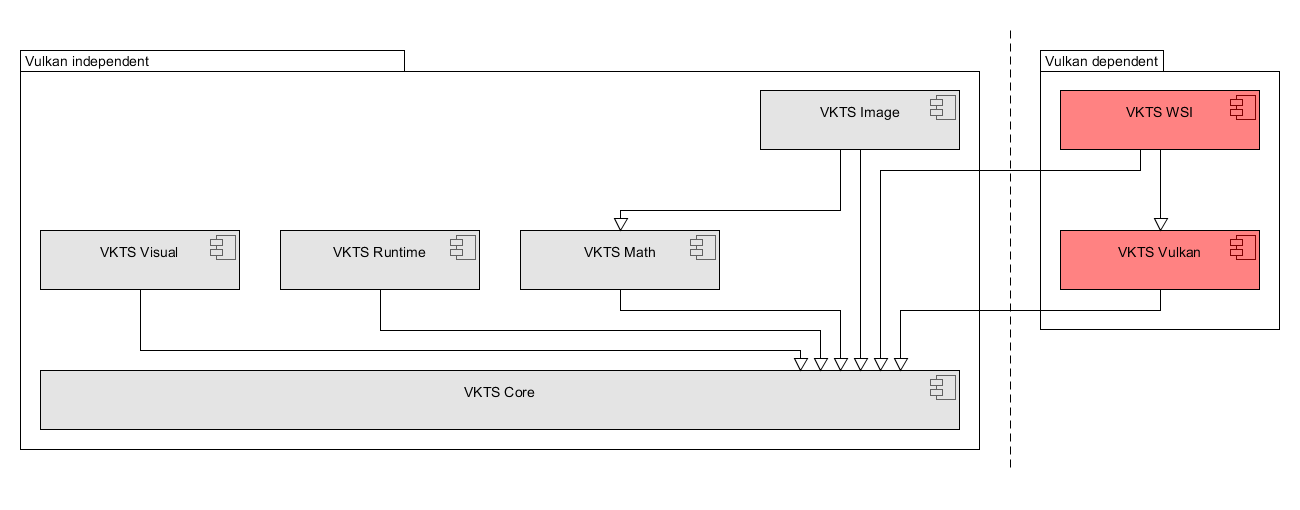 Vulkan independent
Vulkan dependent
VKTS Image
VKTS WSI
VKTS Visual
VKTS Runtime
VKTS Math
VKTS Vulkan
VKTS Core